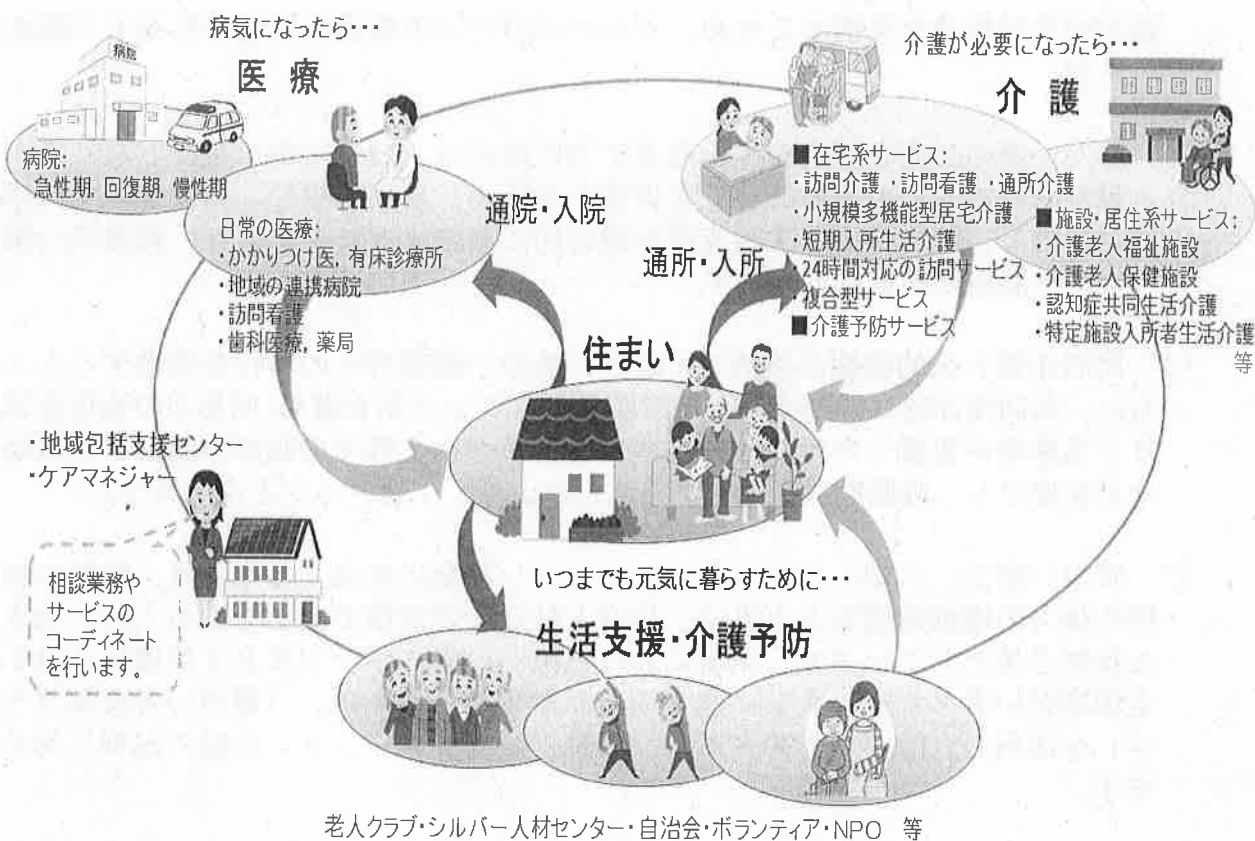 病気になったら･･･
医療
病院
病院:
急性期, 回復期, 慢性期
日常の医療:
・かかりつけ医, 有床診療所
・地域の連携病院
・訪問看護
・歯科医療, 薬局
通院・入院
介護が必要になったら･･･
介護
■在宅系サービス:
・訪問介護・訪問看護・通所介護
・小規模多機能型居宅介護
・短期入所生活介護
・24時間対応の訪問サービス
・複合型サービス
■介護予防サービス
■施設・居住系サービス:
・介護老人福祉施設
・介護老人保健施設
・認知症共同生活介護
・特定施設入所者生活介護
等
通所・入所
住まい
・地域包括支援センター
・ケアマネジャー
相談業務や
サービスの
コーディネート
を行います。
いつまでも元気に暮らすために･･･
生活支援・介護予防
老人クラブ・シルバー人材センター・自治会・ボランティア・NPO 等